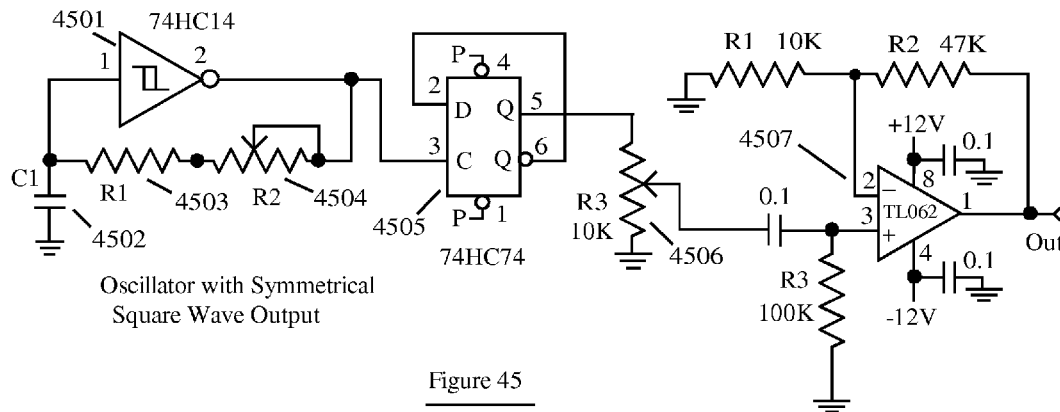 4501
74HC14
1
2
C1
R1
R2
4502
4503
4504
Oscillator with Symmetrical
Square Wave Output
P
4
2
D
Q
5
3
C
Q
6
P
1
4505
74HC74
R3
10K
4506
0.1
R3
100K
R1 10K
R2 47K
4507
+12V
0.1
2
8
1
3
TL062
−
+
4
Out
0.1
-12V
Figure 45